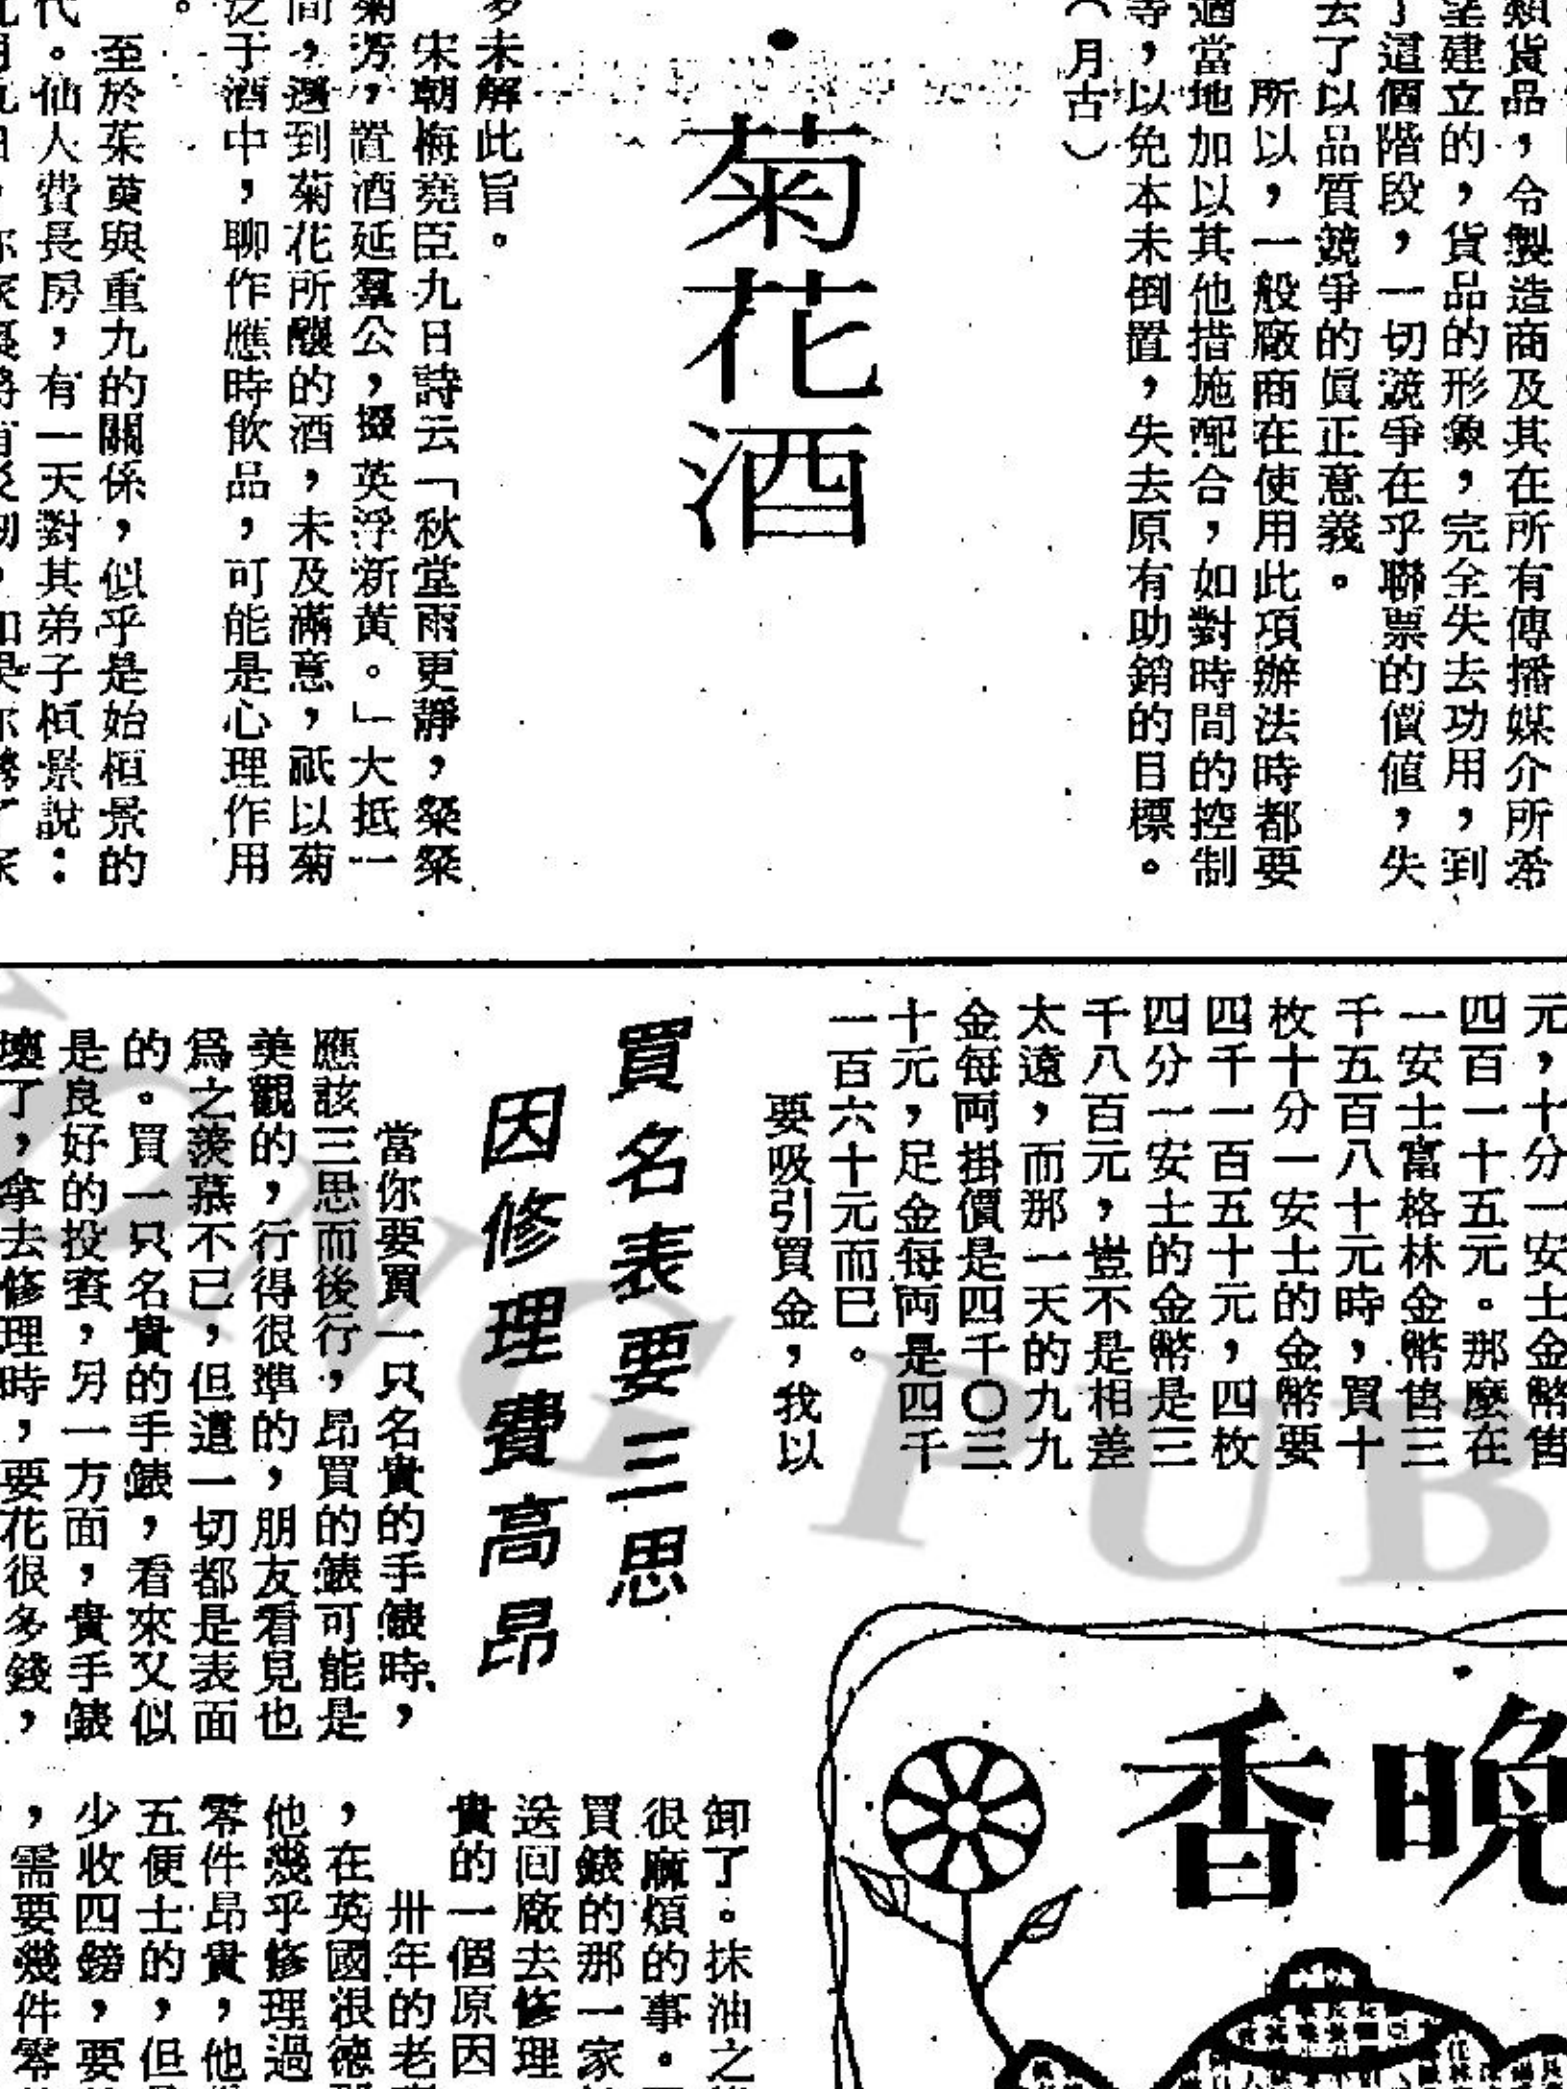 類貨品，令製造商及其在所有傳播媒介所希
望建立的，貨品的形象，完全失去功用，到
了這個階段，一切競爭在乎聯票的價值，失
去了以品質競爭的眞正意義。
所以，一般廠商在使用此項辦法時都要
適當地加以其他措施配合，如對時間的控制
等，以免本未倒置，失去原有助銷的目標。
（月古）
菊花酒
多未解此旨。
宋朝梅堯臣九日詩云「秋堂雨更靜，粲粲
菊芳，置酒延羣公，掇英浮新黃。」大抵一
間，遇到菊花所釀的酒，未及滿意，祇以菊
泛于酒中，聊作應時飲品，可能是心理作用
。
至於茱萸與重九的關係，似乎是始桓景的
代。仙人費長房，有一天對其弟子桓景說：
元，十分一安士金幣售
四百一十五元。那麼在
一安士富格林金幣售三
千五百八十元時，買十
枚十分一安士的金幣要
四千一百五十元，四枚
四分一安士的金幣是三
千八百元，豈不是相差
太遠，而那一天的九九
金每両掛價是四千〇三
十元，足金每両是四千
一百六十元而已。
要吸引買金，我以
買名表要三思
因修理費高昂
當你要買一只名貴的手錶時，
應該三思而後行，昂買的錶可能是
美觀的，行得很準的，朋友看見也
爲之羨慕不已，但這一切都是表面
的。買一只名貴的手錶，看來又似
是良好的投資，另一方面，貴手錶
壞了，拿去修理時，要花很多錢，
卸了。抹油之
很麻煩的事。
買錶的那一家
送囘廠去修理
貴的一個原因
卅年的老
，在英國很德
他幾乎修理過
零件昂貴，他
五便士的，但
少收四鎊，要
，需要幾件零
晚香
KONG PUB